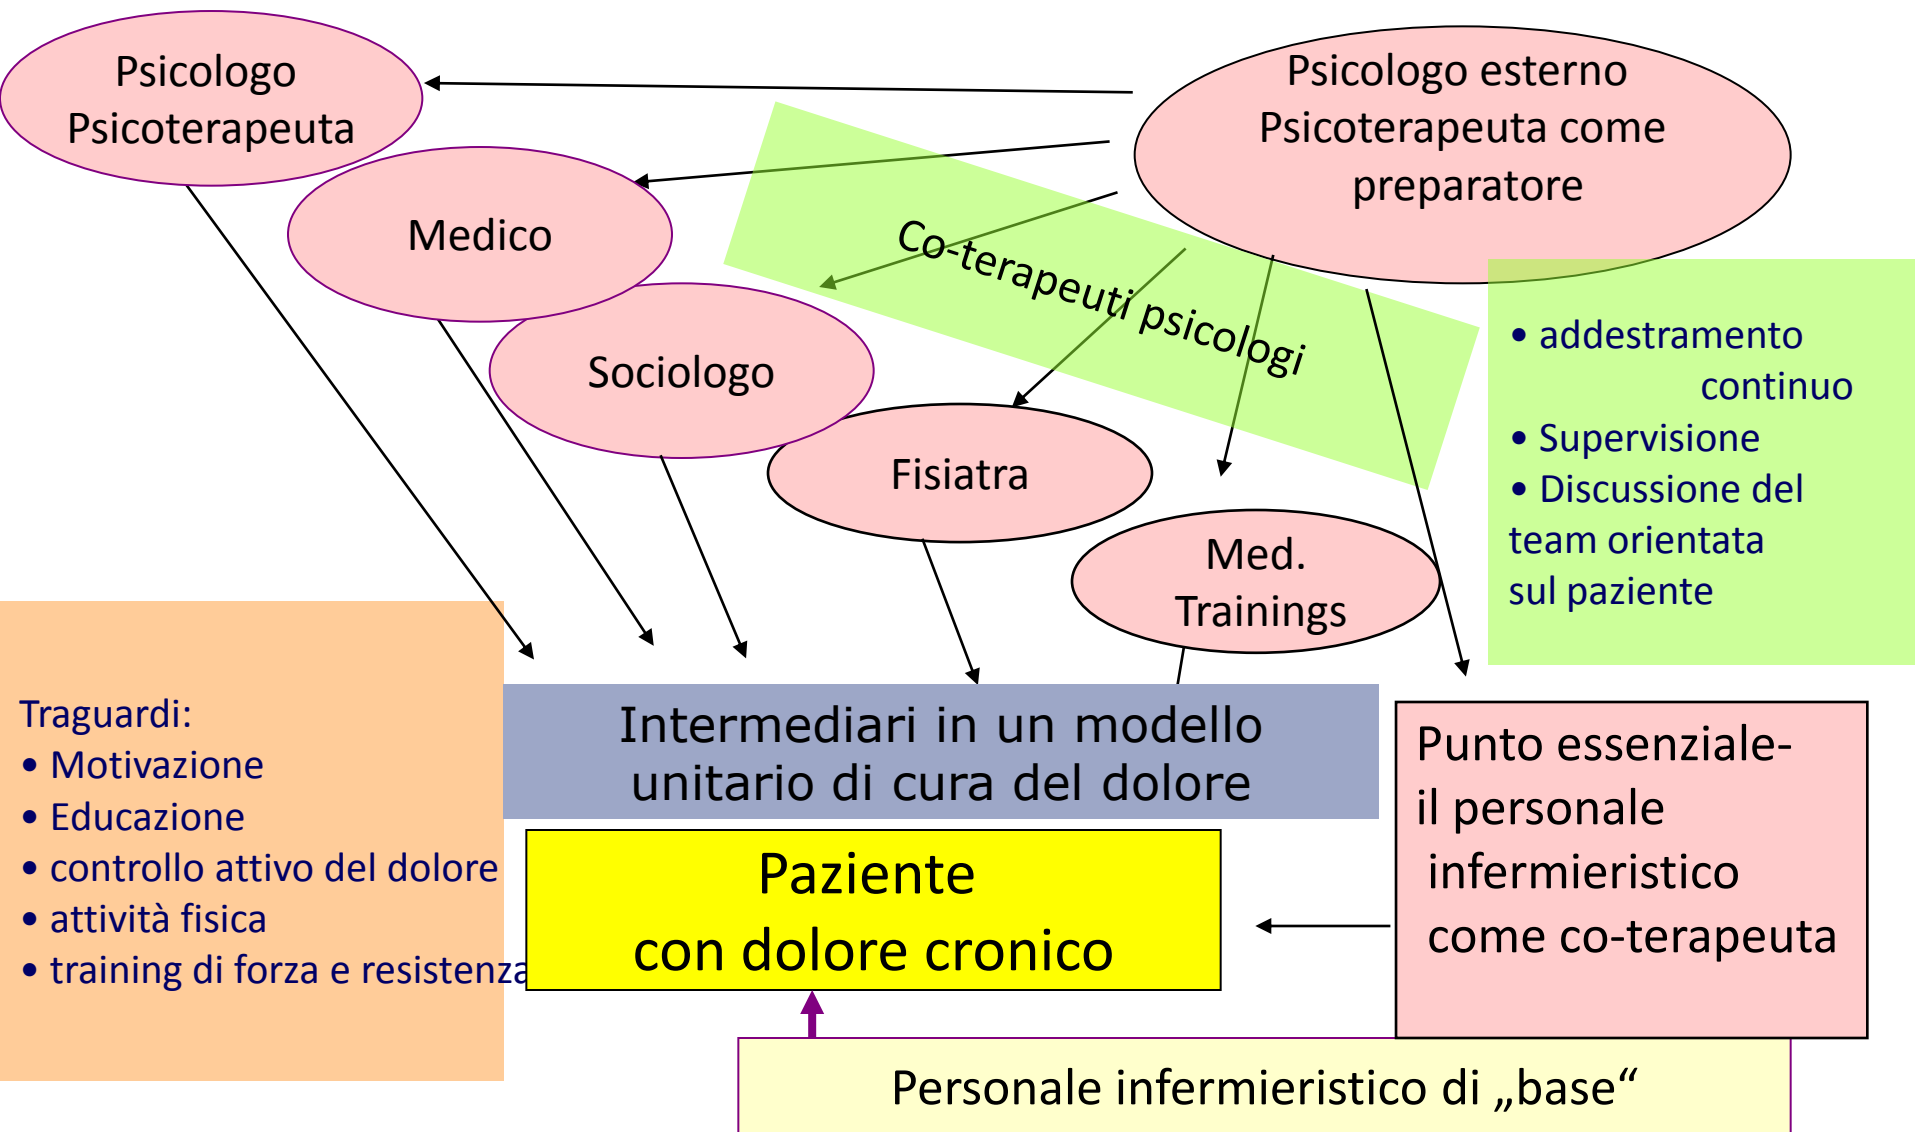 Psicologo
Psicoterapeuta
Psicologo esterno
Psicoterapeuta come
preparatore
Medico
Co-terapeuti psicologi
Sociologo
Fisiatra
Med.
Trainings
• addestramento
continuo
• Supervisione
• Discussione del
team orientata
sul paziente
Traguardi:
• Motivazione
• Educazione
• controllo attivo del dolore
• attività fisica
• training di forza e resistenza
Intermediari in un modello
unitario di cura del dolore
Paziente
con dolore cronico
Punto essenziale-
il personale
infermieristico
come co-terapeuta
Personale infermieristico di „base“